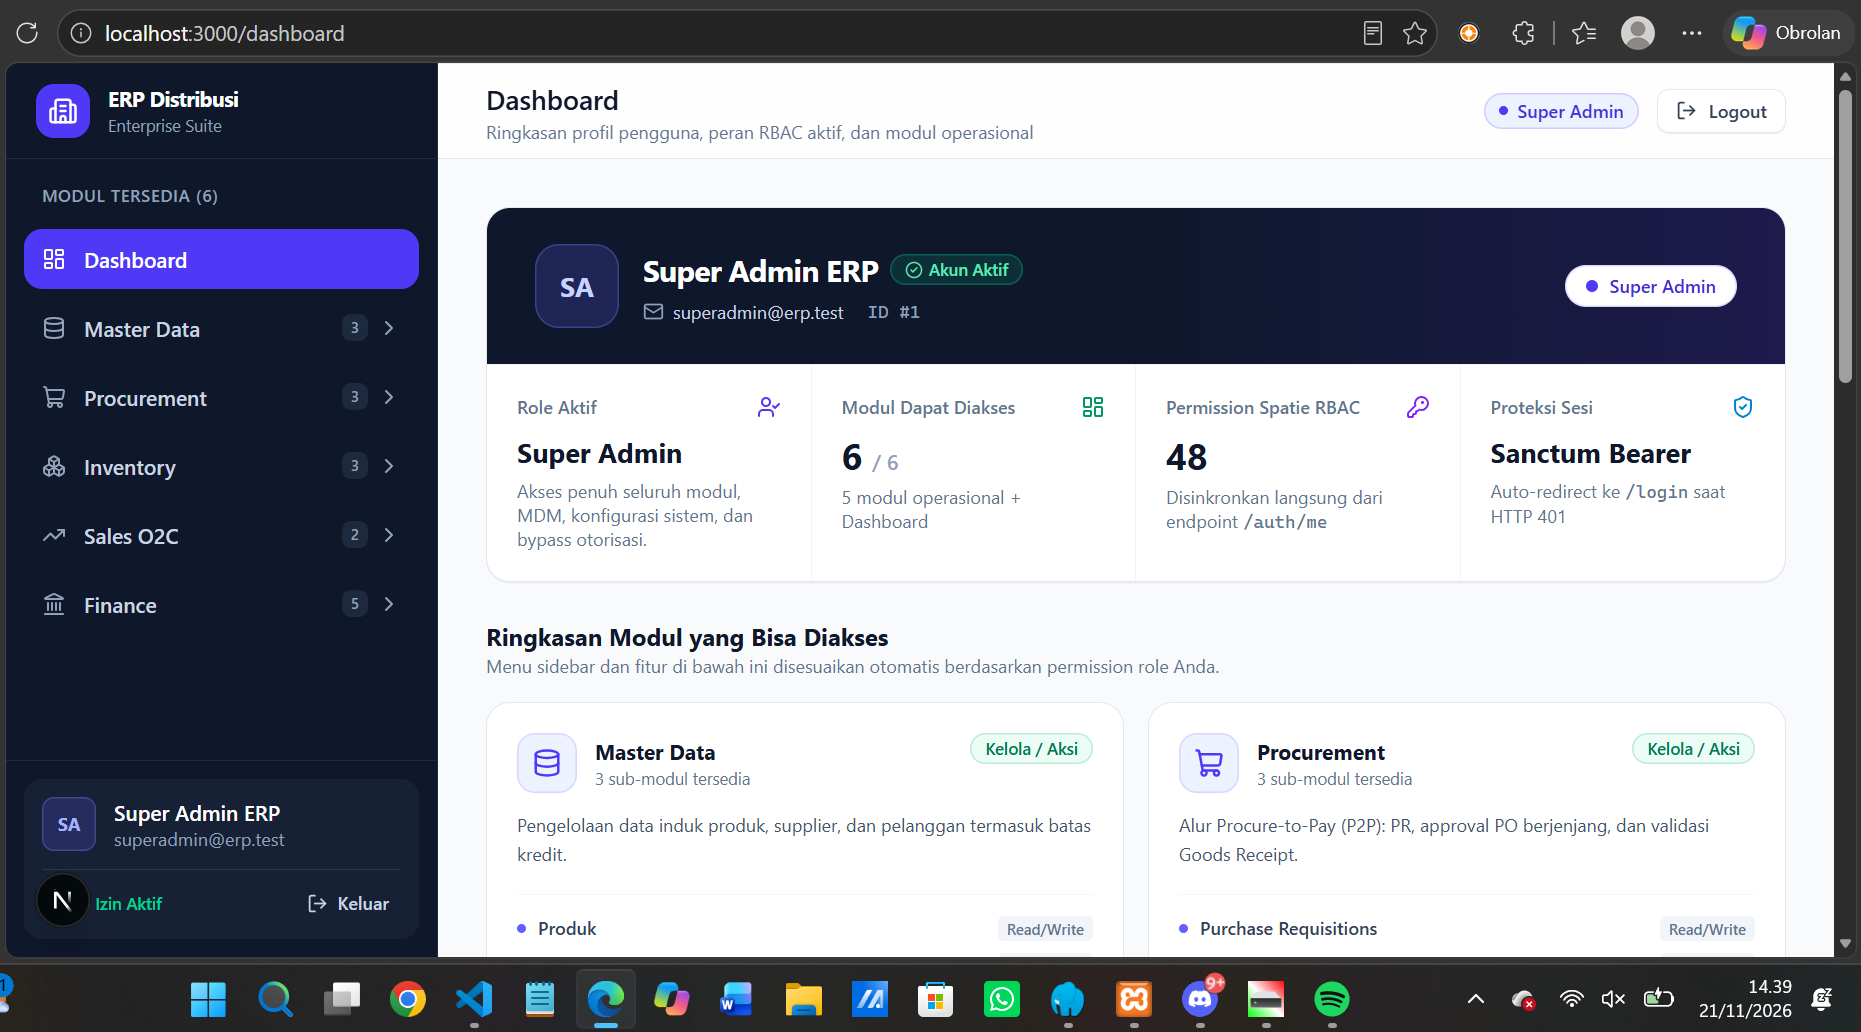 localhost:3000/dashboard
Obrolan
ERP Distribusi
Enterprise Suite
MODUL TERSEDIA (6)
Dashboard
Master Data
3
Procurement
3
Inventory
3
Sales O2C
2
Finance
5
SA
Super Admin ERP
superadmin@erp.test
N
Izin Aktif
Keluar
Dashboard
Ringkasan profil pengguna, peran RBAC aktif, dan modul operasional
Super Admin
Logout
SA
Super Admin ERP
Akun Aktif
superadmin@erp.test
ID #1
Super Admin
Role Aktif
Super Admin
Akses penuh seluruh modul,
MDM, konfigurasi sistem, dan
bypass otorisasi.
Modul Dapat Diakses
6 / 6
5 modul operasional +
Dashboard
Permission Spatie RBAC
48
Disinkronkan langsung dari
endpoint /auth/me
Proteksi Sesi
Sanctum Bearer
Auto-redirect ke /login saat
HTTP 401
Ringkasan Modul yang Bisa Diakses
Menu sidebar dan fitur di bawah ini disesuaikan otomatis berdasarkan permission role Anda.
Master Data
3 sub-modul tersedia
Kelola / Aksi
Pengelolaan data induk produk, supplier, dan pelanggan termasuk batas
kredit.
Produk
Read/Write
Procurement
3 sub-modul tersedia
Kelola / Aksi
Alur Procure-to-Pay (P2P): PR, approval PO berjenjang, dan validasi
Goods Receipt.
Purchase Requisitions
Read/Write
1
W
9+
14.39
21/11/2026